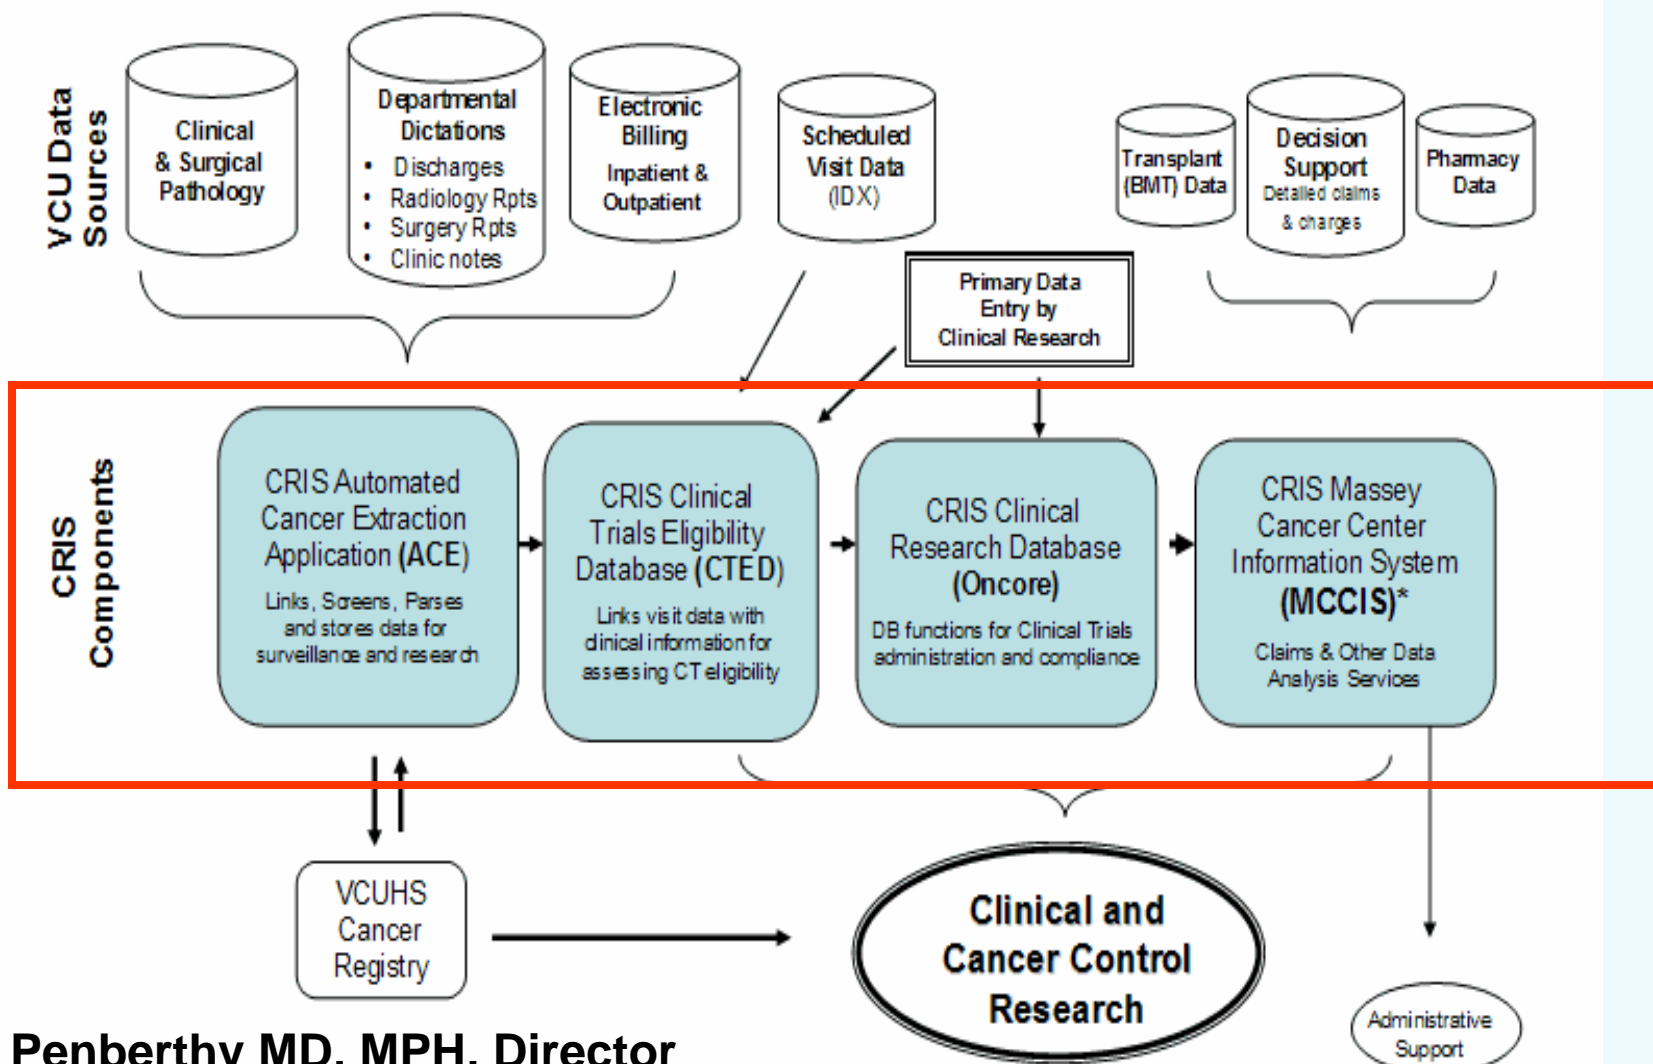 VCU Data
Sources
Clinical
& Surgical
Pathology
Departmental
Dictations
• Discharges
• Radiology Rpts
• Surgery Rpts
• Clinic notes
Electronic
Billing
Inpatient &
Outpatient
Scheduled
Visit Data
(IDX)
Transplant
(BMT) Data
Decision
Support
Detailed claims
& charges
Pharmacy
Data
Primary Data
Entry by
Clinical Research
CRIS
Components
CRIS Automated
Cancer Extraction
Application (ACE)
Links, Screens, Parses
and stores data for
surveillance and research
CRIS Clinical
Trials Eligibility
Database (CTED)
Links visit data with
clinical information for
assessing CT eligibility
CRIS Clinical
Research Database
(Oncore)
DB functions for Clinical Trials
administration and compliance
CRIS Massey
Cancer Center
Information System
(MCCIS)*
Claims & Other Data
Analysis Services
VCUHS
Cancer
Registry
Clinical and
Cancer Control
Research
Administrative
Support
Penberthy MD, MPH, Director